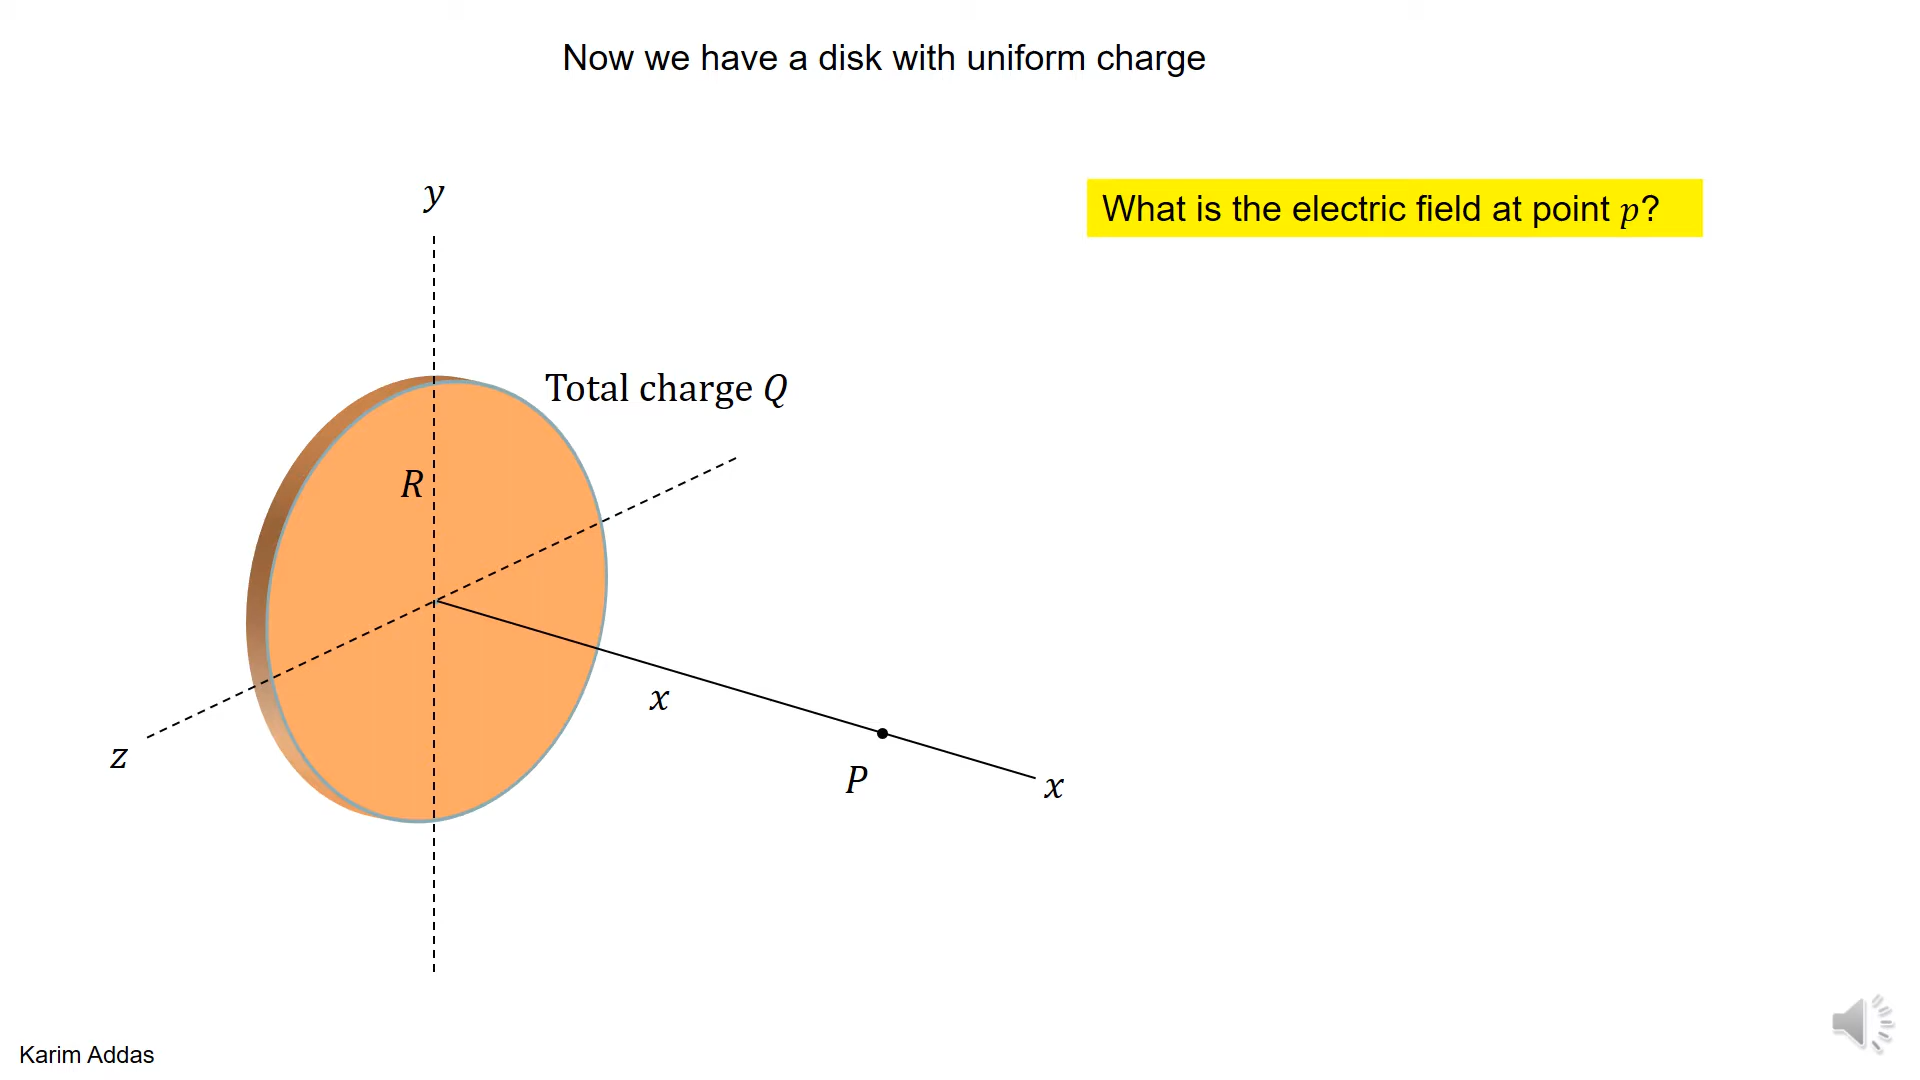 Now we have a disk with uniform charge
What is the electric field at point p?
y
Total charge Q
R
x
z
P
x
Karim Addas